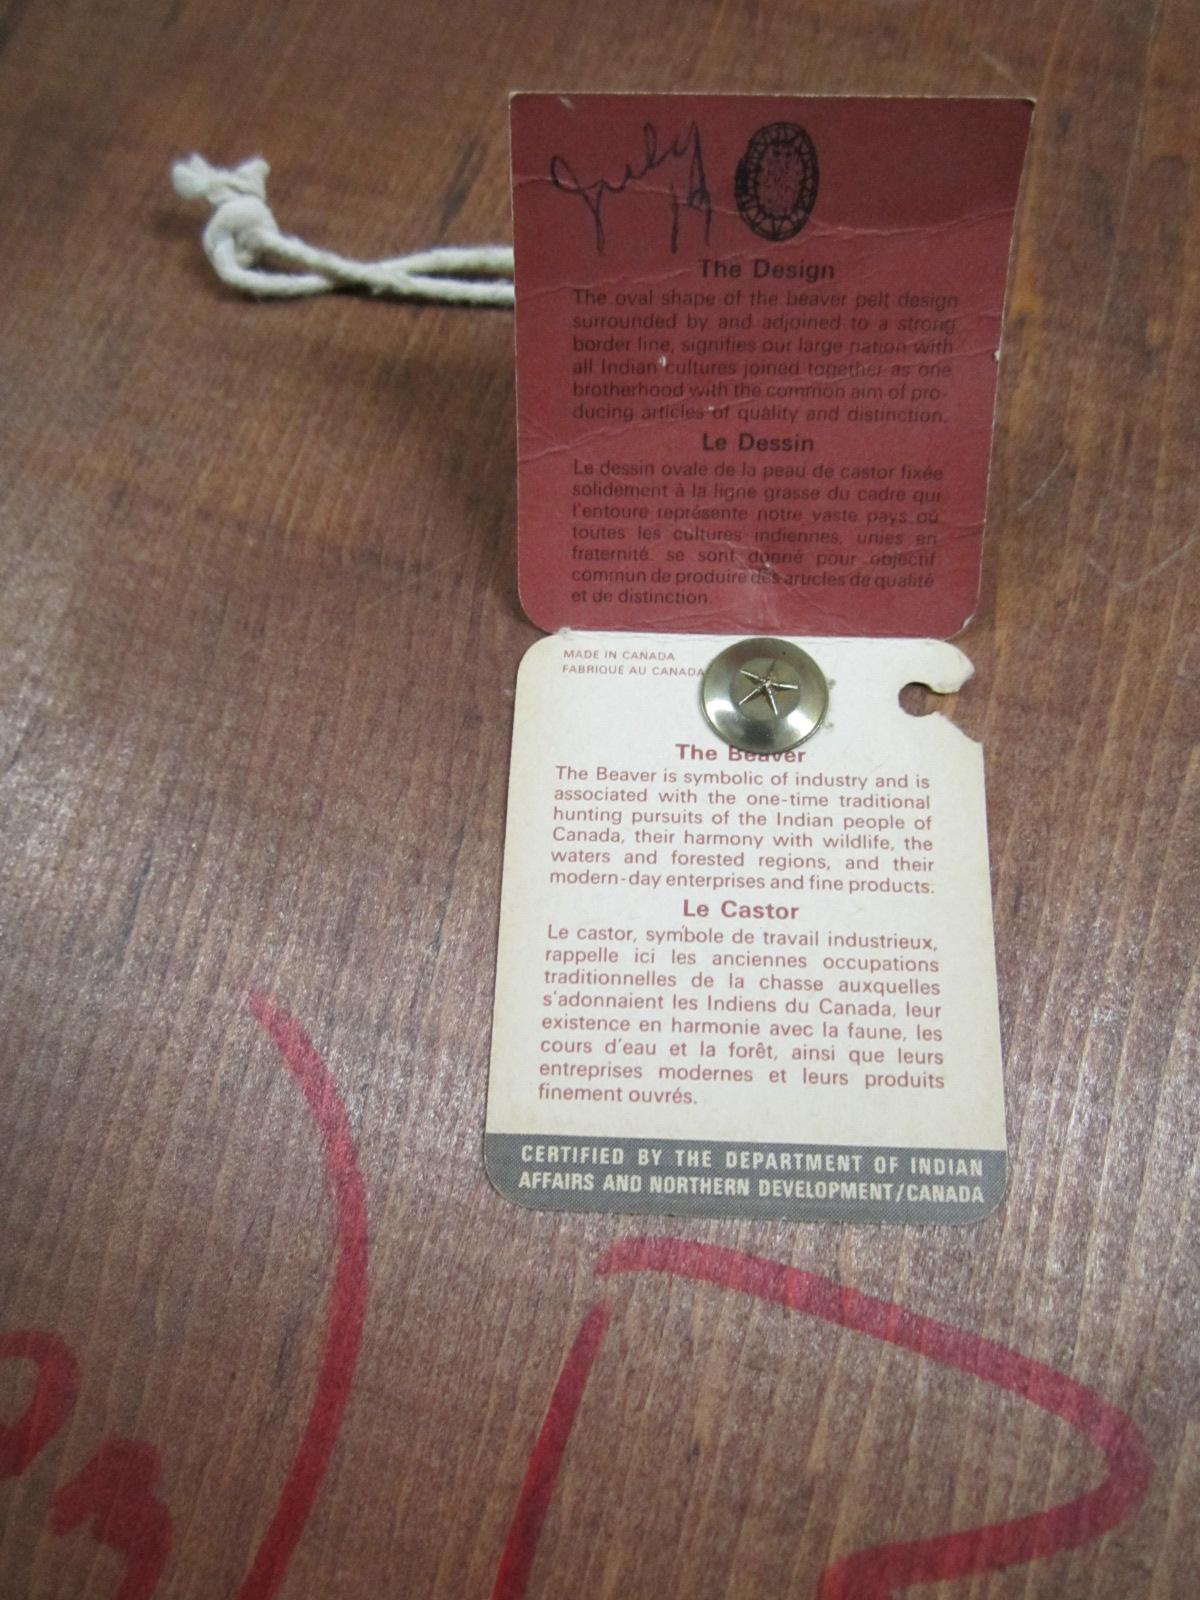 July
19
The Design
The oval shape of the beaver pelt design
surrounded by and adjoined to a strong
border line, signifies our large nation with
all Indian cultures joined together as one
brotherhood with the common aim of pro-
ducing articles of quality and distinction.
Le Dessin
Le dessin ovale de la peau de castor fixée
solidement à la ligne grasse du cadre qui
l'entoure représente notre vaste pays où
toutes les cultures indiennes, unies en
fraternité se sont donné pour objectif
commun de produire des articles de qualité
et de distinction.
MADE IN CANADA
FABRIQUÉ AU CANADA
The Beaver
The Beaver is symbolic of industry and is
associated with the one-time traditional
hunting pursuits of the Indian people of
Canada, their harmony with wildlife, the
waters and forested regions, and their
modern-day enterprises and fine products.
Le Castor
Le castor, symbole de travail industrieux,
rappelle ici les anciennes occupations
traditionnelles de la chasse auxquelles
s'adonnaient les Indiens du Canada, leur
existence en harmonie avec la faune, les
cours d'eau et la forêt, ainsi que leurs
entreprises modernes et leurs produits
finement ouvrés.
CERTIFIED BY THE DEPARTMENT OF INDIAN
AFFAIRS AND NORTHERN DEVELOPMENT/CANADA